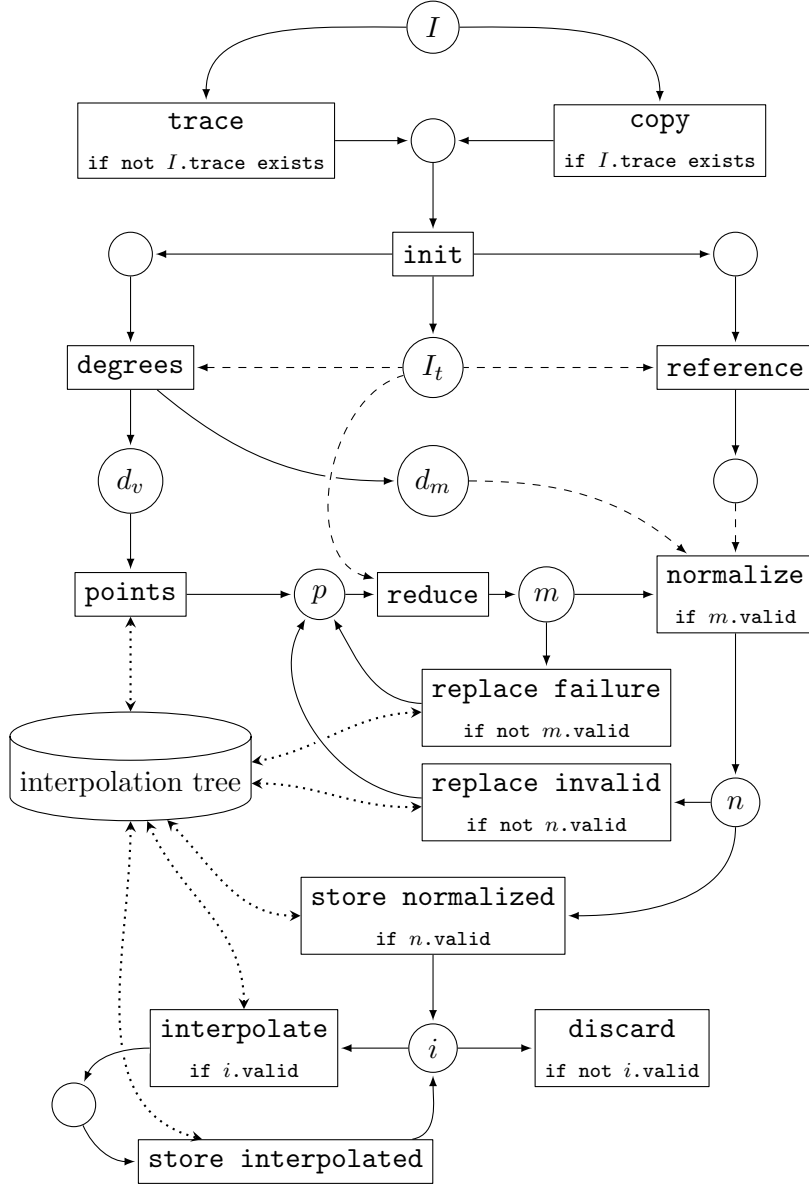 I
trace
if not I.trace exists
copy
if I.trace exists
init
degrees
I_t
reference
d_v
d_m
points
p
reduce
m
normalize
if m.valid
replace failure
if not m.valid
interpolation tree
replace invalid
if not n.valid
n
store normalized
if n.valid
interpolate
if i.valid
i
discard
if not i.valid
store interpolated